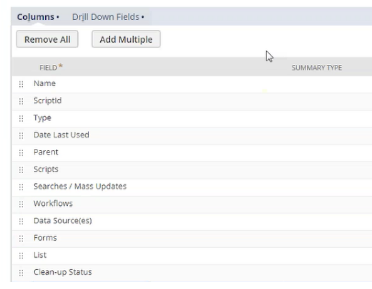 Columns • Drill Down Fields •
Remove All Add Multiple
FIELD * SUMMARY TYPE
Name
ScriptId
Type
Date Last Used
Parent
Scripts
Searches / Mass Updates
Workflows
Data Source(es)
Forms
List
Clean-up Status